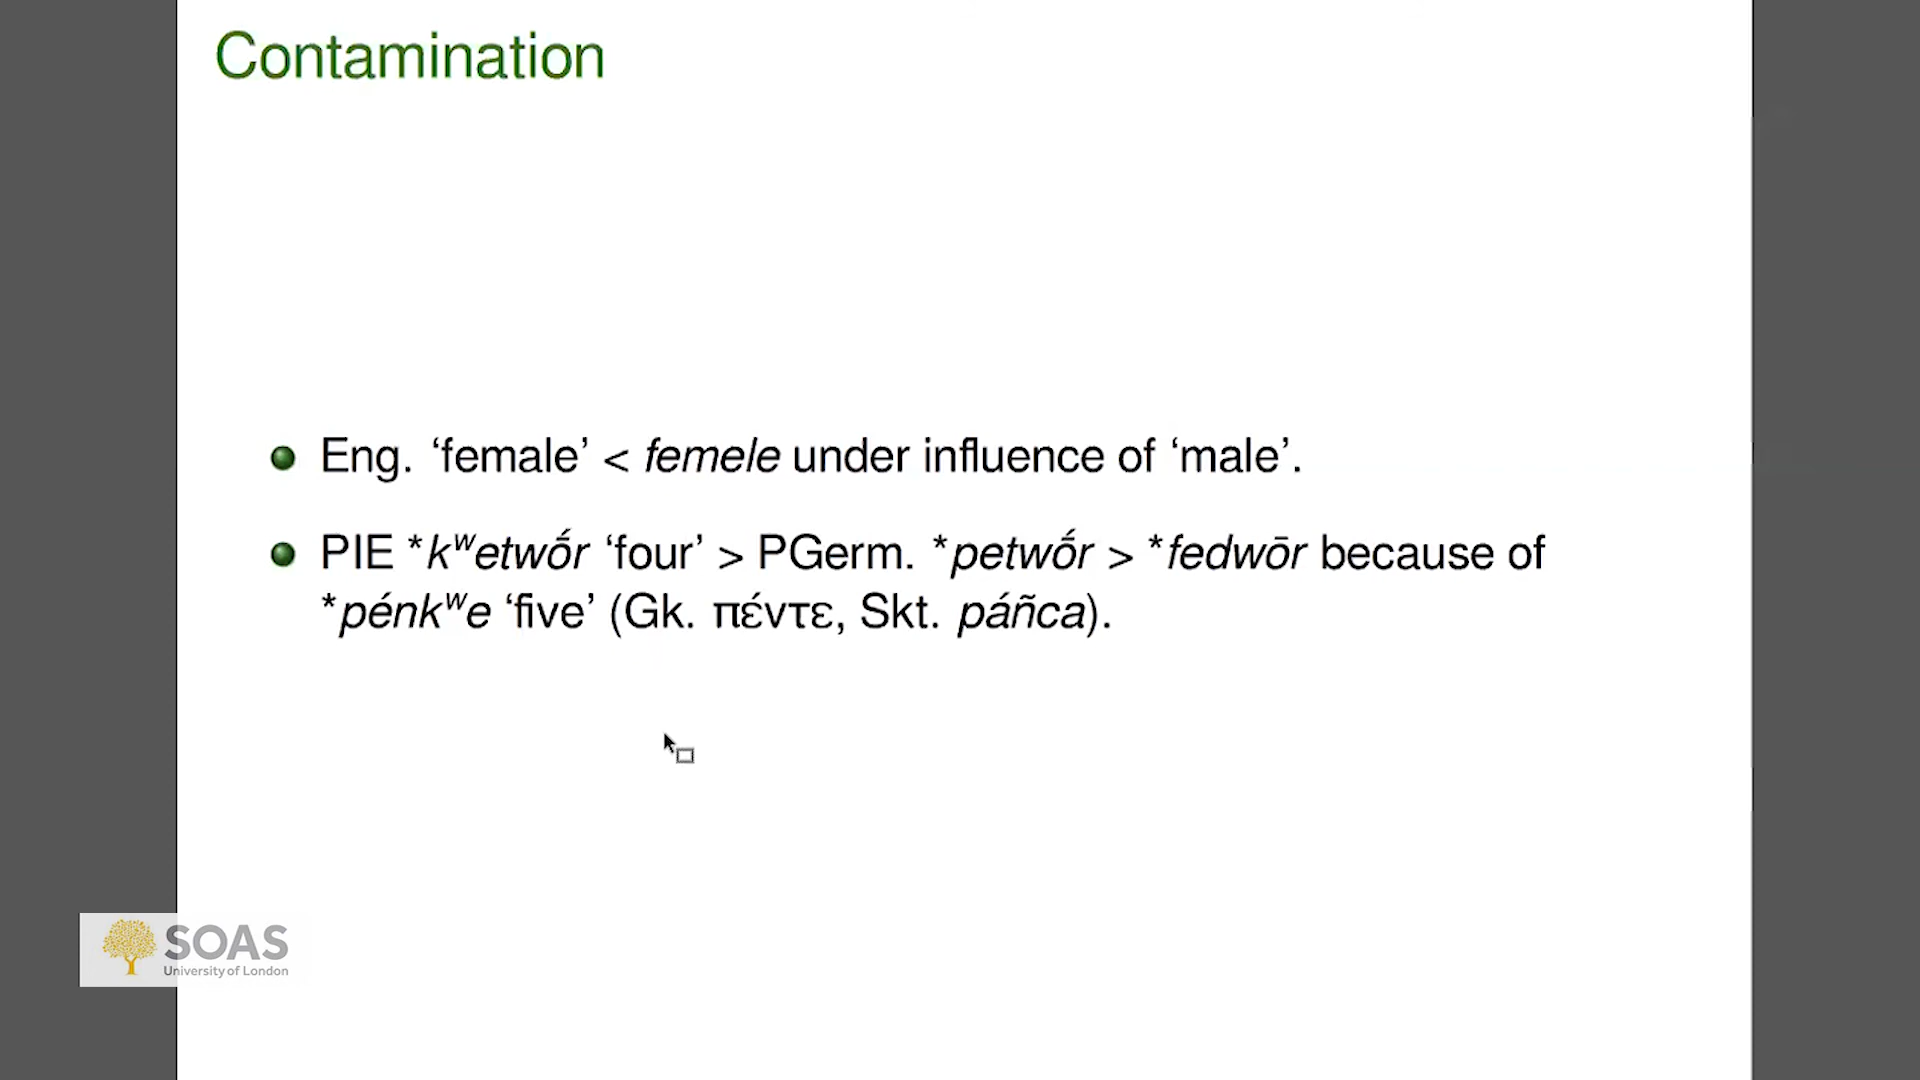 Contamination
Eng. ‘female’ < femele under influence of ‘male’.
PIE *kʷetwṓr ‘four’ > PGerm. *petwṓr > *fedwōr because of
*pénkʷe ‘five’ (Gk. πέντε, Skt. páñca).
SOAS
University of London